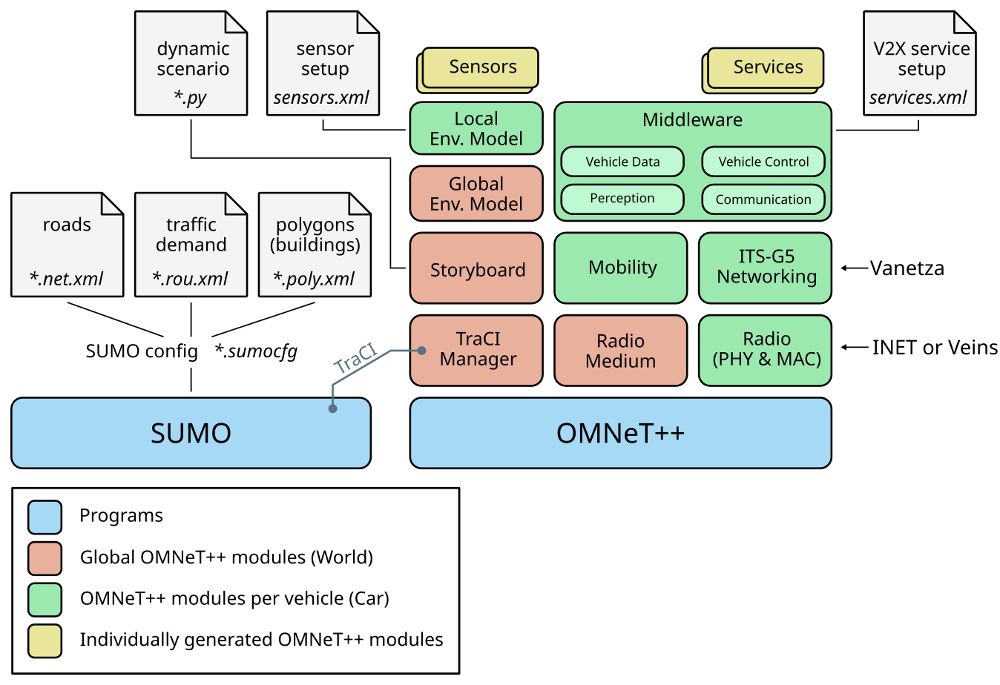 dynamic
scenario
*.py
sensor
setup
sensors.xml
Sensors
Services
V2X service
setup
services.xml
Local
Env. Model
Middleware
Vehicle Data
Vehicle Control
Perception
Communication
Global
Env. Model
roads
*.net.xml
traffic
demand
*.rou.xml
polygons
(buildings)
*.poly.xml
Storyboard
Mobility
ITS-G5
Networking
Vanetza
SUMO config
*.sumocfg
TraCI
TraCI
Manager
Radio
Medium
Radio
(PHY & MAC)
INET or Veins
SUMO
OMNeT++
Programs
Global OMNeT++ modules (World)
OMNeT++ modules per vehicle (Car)
Individually generated OMNeT++ modules